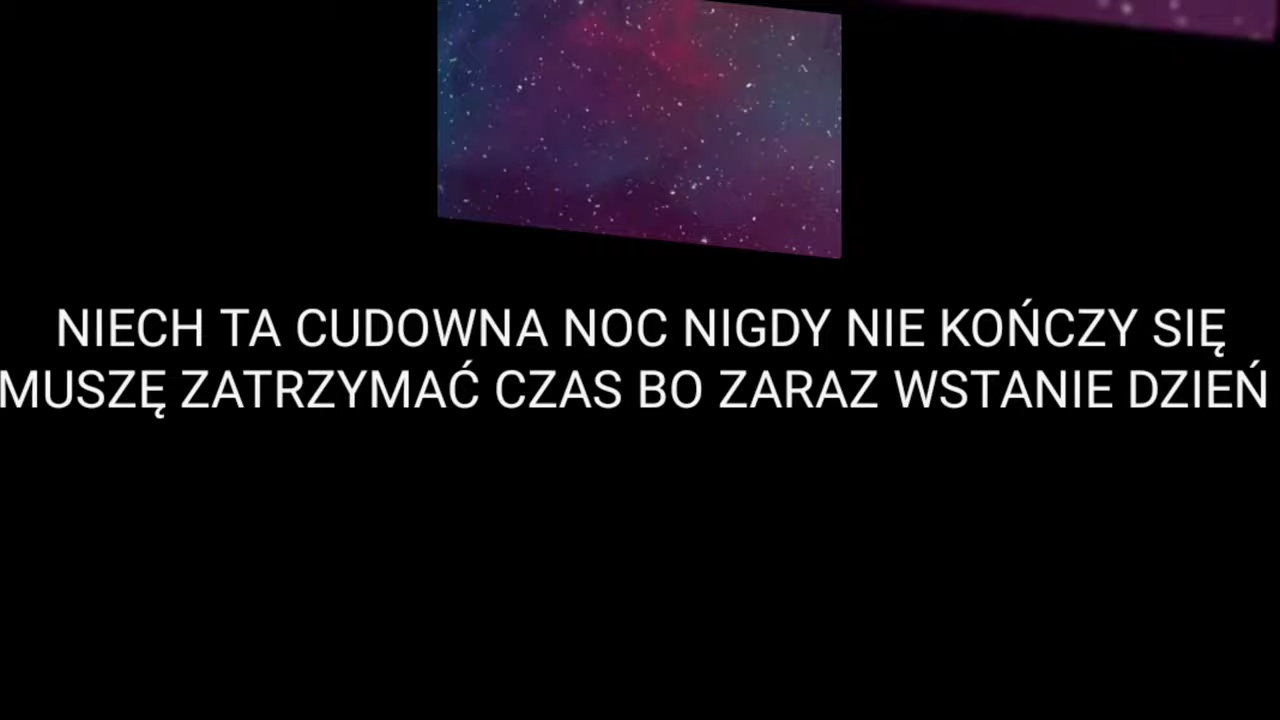 NIECH TA CUDOWNA NOC NIGDY NIE KOŃCZY SIĘ
MUSZĘ ZATRZYMAĆ CZAS BO ZARAZ WSTANIE DZIEŃ